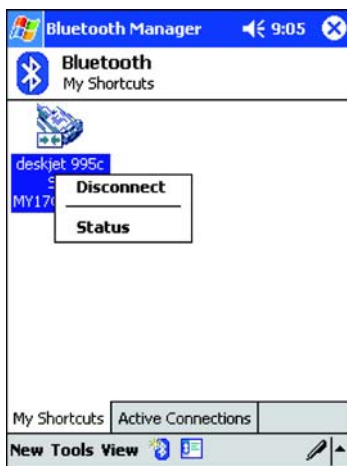 Bluetooth Manager 9:05
Bluetooth
My Shortcuts
deskjet 995c
Disconnect
Status
My Shortcuts Active Connections
New Tools View